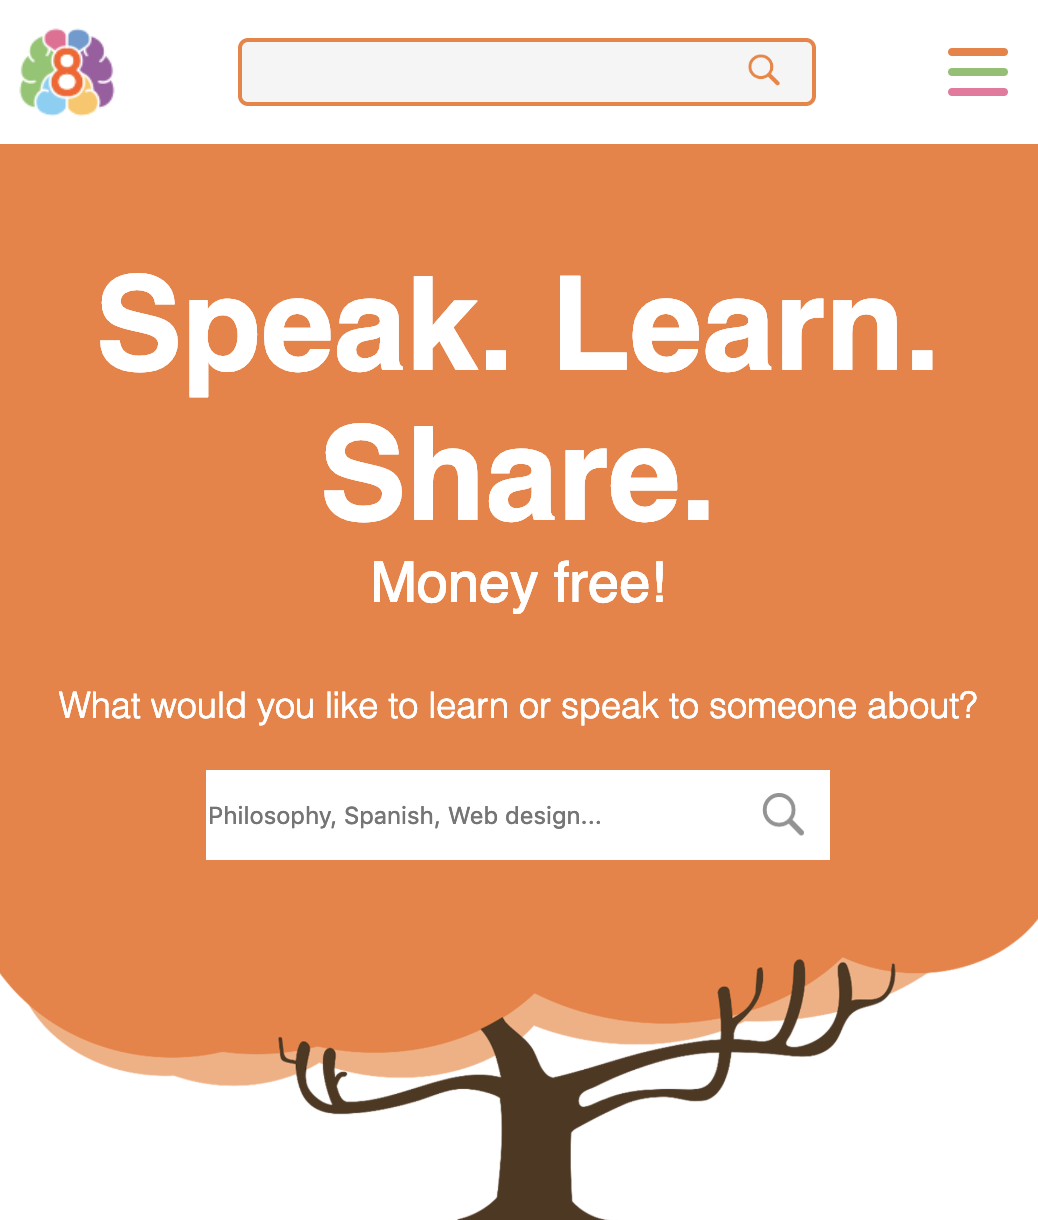 8
Speak. Learn.
Share.
Money free!
What would you like to learn or speak to someone about?
Philosophy, Spanish, Web design...